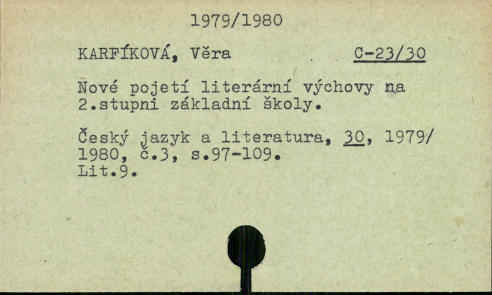 1979/1980
KARFÍKOVÁ, Věra C-23/30
Nové pojetí literární výchovy na
2.stupni základní školy.
Český jazyk a literatura, 30, 1979/
1980, č.3, s.97-109.
Lit.9.